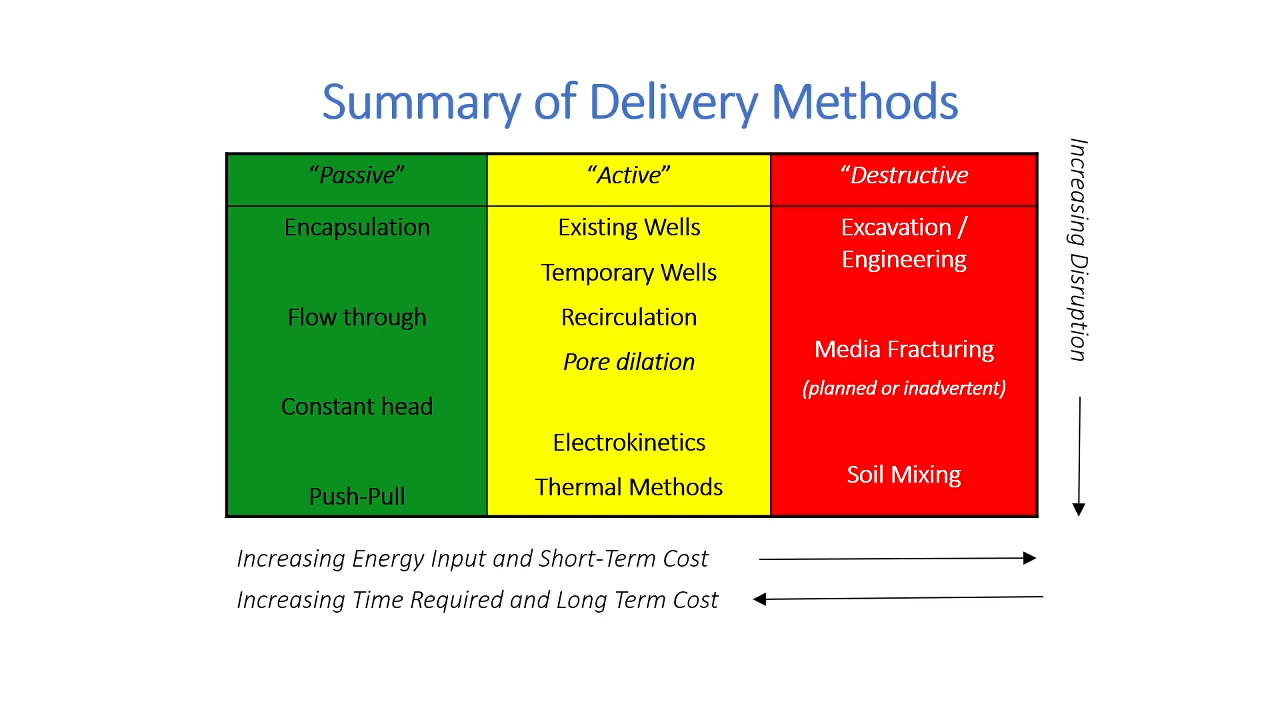 Summary of Delivery Methods
“Passive”
“Active”
“Destructive
Encapsulation
Flow through
Constant head
Push-Pull
Existing Wells
Temporary Wells
Recirculation
Pore dilation
Electrokinetics
Thermal Methods
Excavation /
Engineering
Media Fracturing
(planned or inadvertent)
Soil Mixing
Increasing Disruption
Increasing Energy Input and Short-Term Cost
Increasing Time Required and Long Term Cost